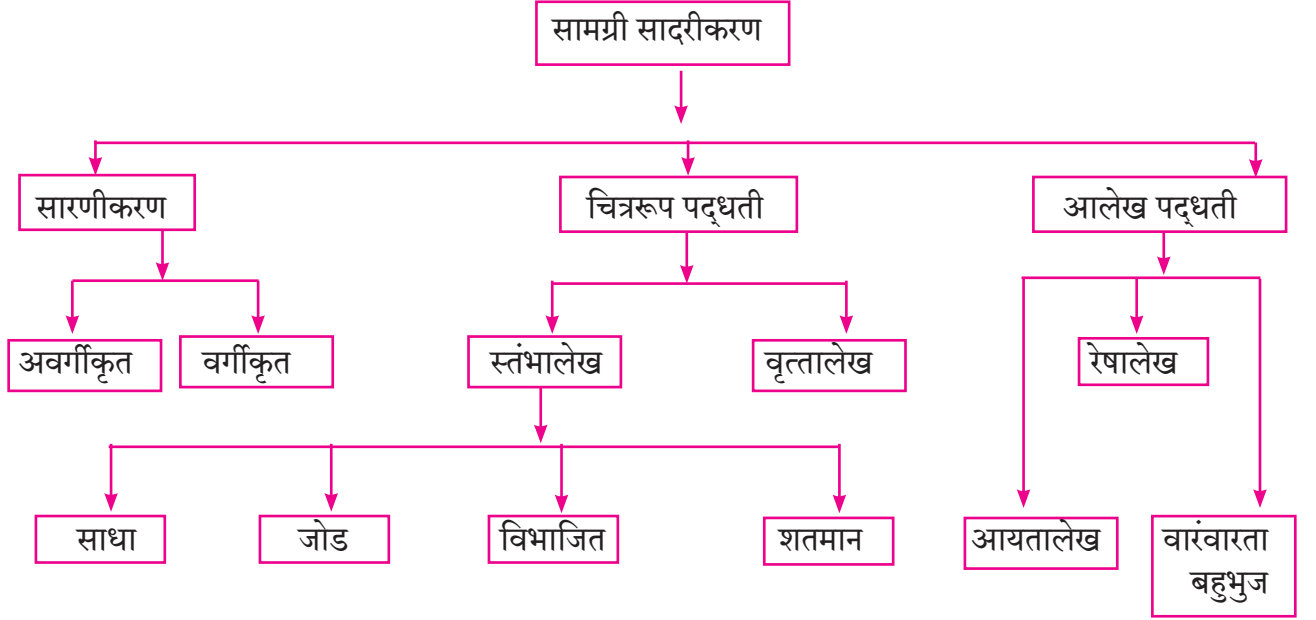 सामग्री सादरीकरण
सारणीकरण
चित्ररूप पद्धती
आलेख पद्धती
अवर्गीकृत
वर्गीकृत
स्तंभालेख
वृत्तालेख
रेषालेख
साधा
जोड
विभाजित
शतमान
आयतालेख
वारंवारता
बहुभुज